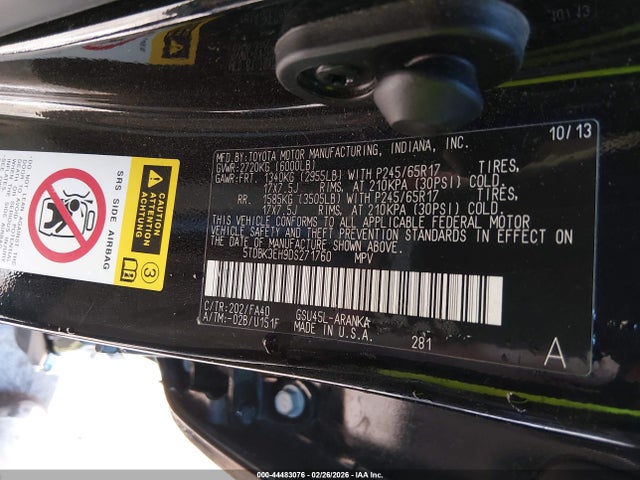 10/13
MFD. BY: TOYOTA MOTOR MANUFACTURING, INDIANA, INC. 10/13
GVWR: 2720KG (6000LB)
GAWR: FRT. 1340KG (2955LB) WITH P245/65R17 TIRES,
17X7.5J RIMS, AT 210KPA (30PSI) COLD.
RR. 1585KG (3505LB) WITH P245/65R17 TIRES,
17X7.5J RIMS, AT 210KPA (30PSI) COLD.
THIS VEHICLE CONFORMS TO ALL APPLICABLE FEDERAL MOTOR
VEHICLE SAFETY AND THEFT PREVENTION STANDARDS IN EFFECT
ON THE DATE OF MANUFACTURE SHOWN ABOVE.
5TDBK3EH9DS271760 MPV
C/TR: 202/FA40 GSU45L-ARANKA
A/TM: -02B/U151F MADE IN U.S.A. 281 A
CAUTION
ATTENTION
ACHTUNG
SRS SIDE AIRBAG
3
000-44483076 - 02/26/2026 - IAA Inc.